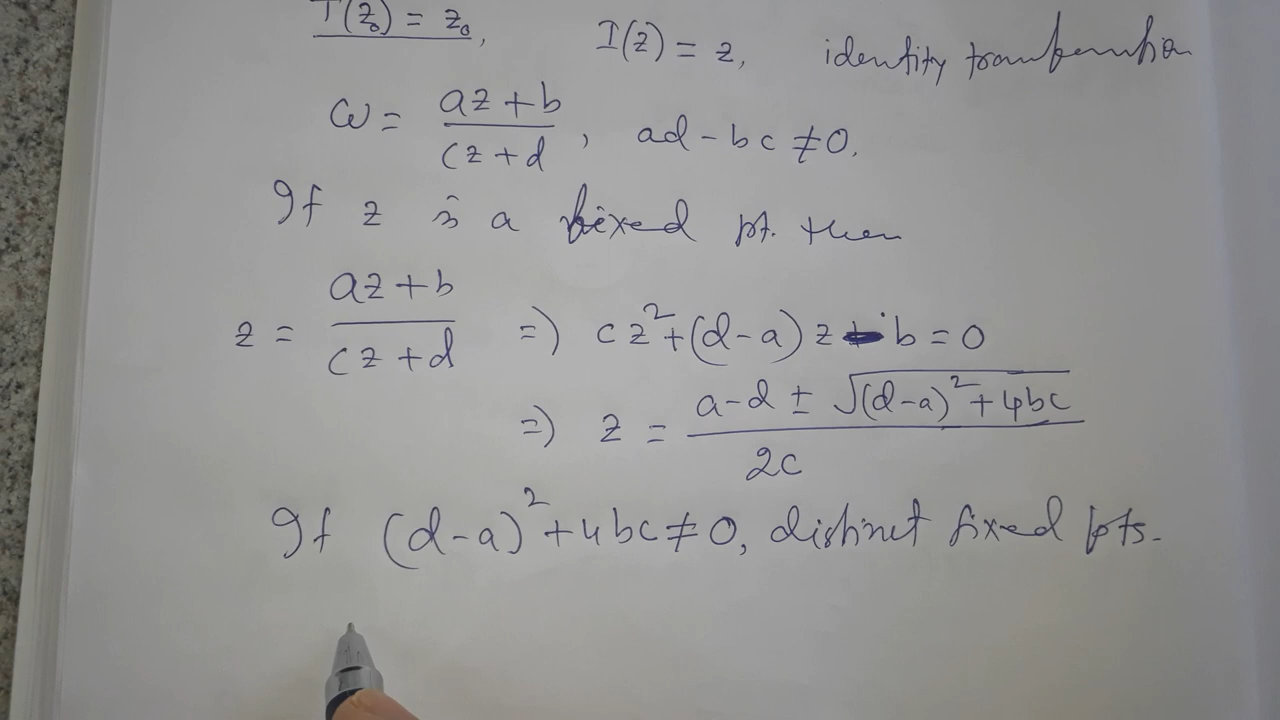 T(z₀) = z₀, I(z) = z, identity transformation
ω = (az + b)/(cz + d), ad - bc ≠ 0.
If z is a fixed pt. then
z = (az + b)/(cz + d) => cz² + (d - a) z - b = 0
=> z = (a - d ± √((d - a)² + 4bc))/(2c)
If (d - a)² + 4bc ≠ 0, distinct fixed pts.